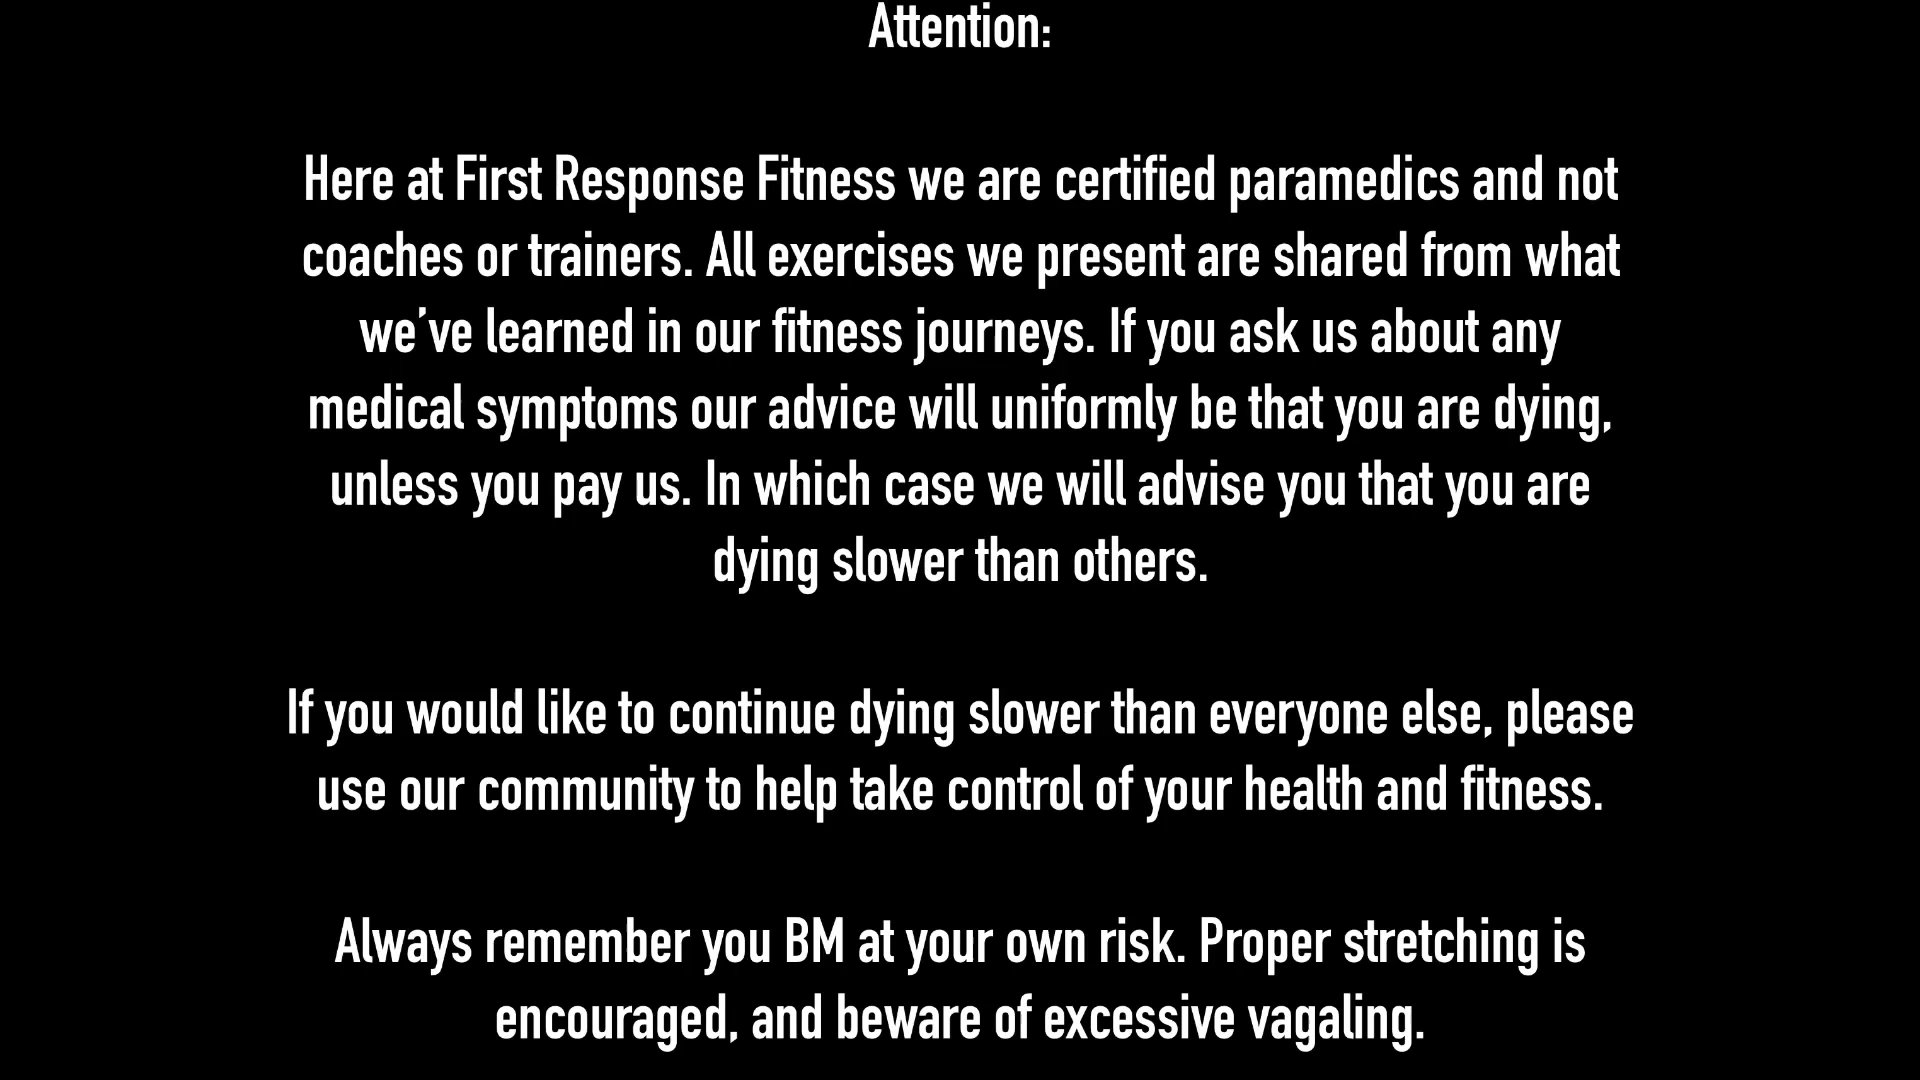 Attention:
Here at First Response Fitness we are certified paramedics and not
coaches or trainers. All exercises we present are shared from what
we’ve learned in our fitness journeys. If you ask us about any
medical symptoms our advice will uniformly be that you are dying,
unless you pay us. In which case we will advise you that you are
dying slower than others.
If you would like to continue dying slower than everyone else, please
use our community to help take control of your health and fitness.
Always remember you BM at your own risk. Proper stretching is
encouraged, and beware of excessive vagaling.